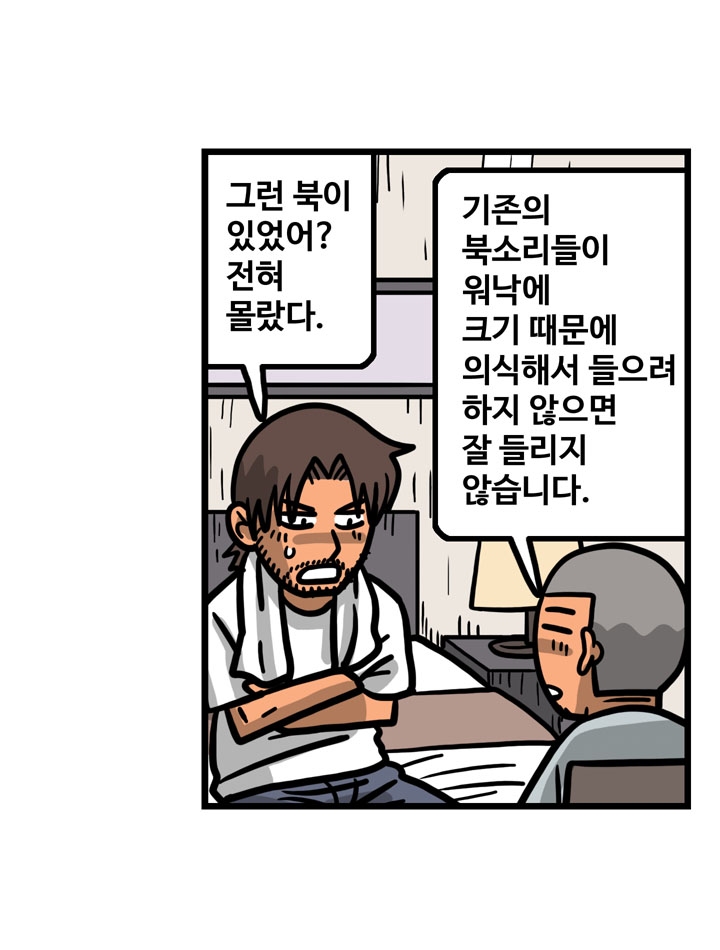 그런 북이
있었어?
전혀
몰랐다.
기존의
북소리들이
워낙에
크기 때문에
의식해서 들으려
하지 않으면
잘 들리지
않습니다.